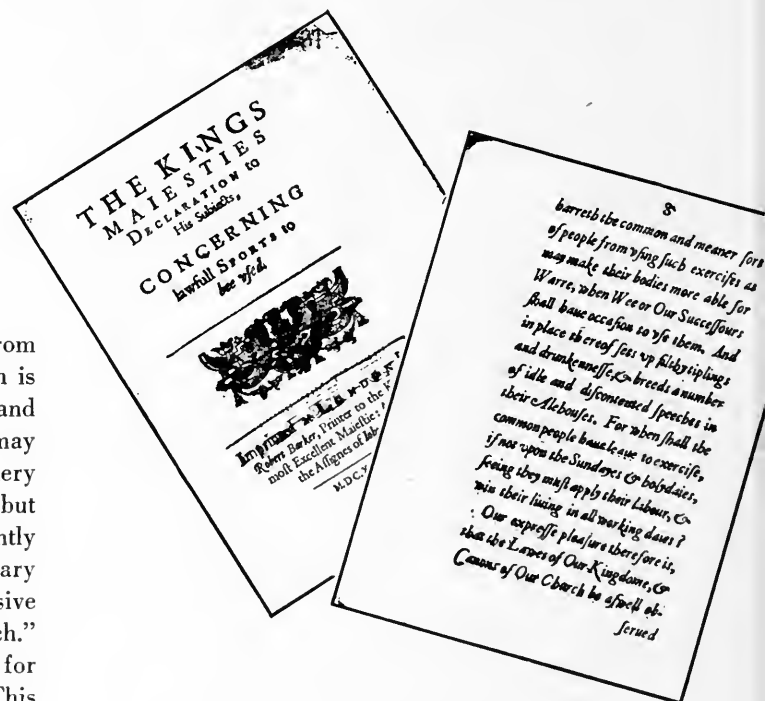 rom
n is
and
may
ery
but
ntly
ary
sive
ch."
for
This
THE KINGS
MAIESTIES
DECLARATION to
His Subiects,
CONCERNING
lawfull SPORTS to
bee vsed.
Imprinted LONDON
Robert Barker, Printer to the K
most Excellent Maiestie:
the Assignes of Ioh
M.DC.X
barreth the common and meaner sort
of people from vsing such exercises as
may make their bodies more able for
Warre, when Wee or Our Successours
shall haue occasion to vse them. And
in place thereof sets vp filthy tiplings
and drunkennesse, & breeds a number
of idle and discontented speeches in
their Alehouses. For when shall the
common people haue leaue to exercise,
if not vpon the Sundayes & holydaies,
seeing they must apply their labour, &
win their liuing in all working daies?
Our expresse pleasure therefore is,
that the Lawes of Our Kingdome, &
Canons of Our Church be aswell ob-
serued